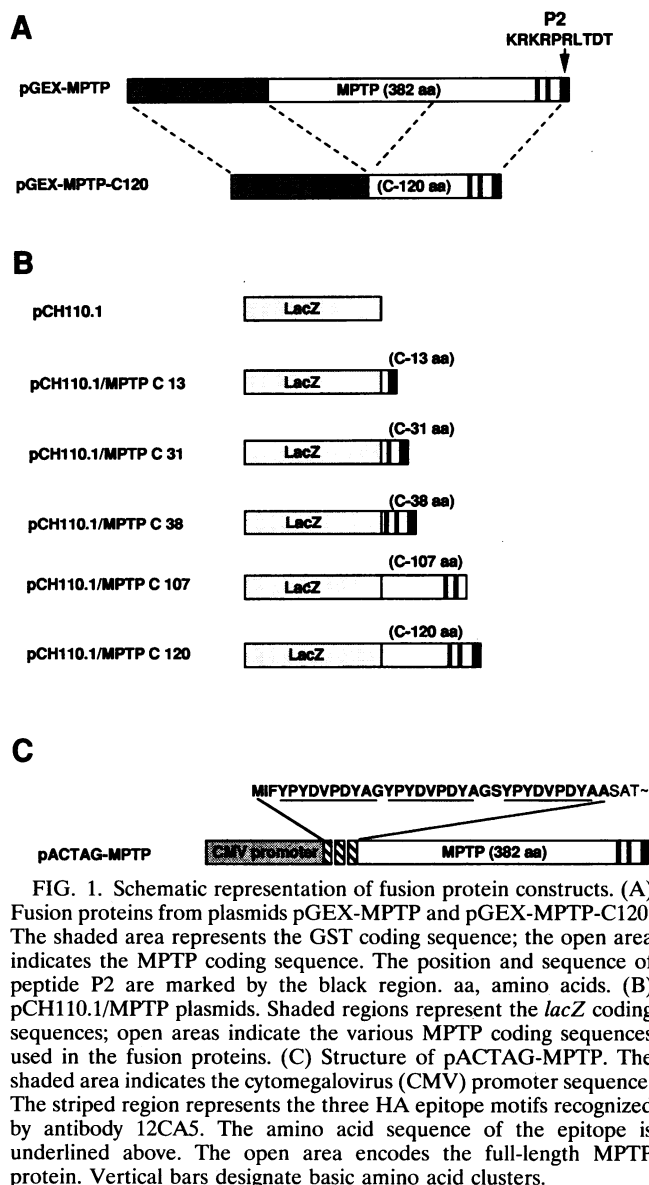 A
P2
KRKRPRLTDT
pGEX-MPTP
MPTP (382 aa)
pGEX-MPTP-C120
(C-120 aa)
B
pCH110.1
LacZ
(C-13 aa)
pCH110.1/MPTP C 13
LacZ
(C-31 aa)
pCH110.1/MPTP C 31
LacZ
(C-38 aa)
pCH110.1/MPTP C 38
LacZ
(C-107 aa)
pCH110.1/MPTP C 107
LacZ
(C-120 aa)
pCH110.1/MPTP C 120
LacZ
C
MIFYPYDVPDYAGYPYDVPDYAGSYPYDVPDYAASAT~
pACTAG-MPTP
CMV promoter
MPTP (382 aa)
FIG. 1. Schematic representation of fusion protein constructs. (A)
Fusion proteins from plasmids pGEX-MPTP and pGEX-MPTP-C120
The shaded area represents the GST coding sequence; the open area
indicates the MPTP coding sequence. The position and sequence of
peptide P2 are marked by the black region. aa, amino acids. (B)
pCH110.1/MPTP plasmids. Shaded regions represent the lacZ coding
sequences; open areas indicate the various MPTP coding sequences
used in the fusion proteins. (C) Structure of pACTAG-MPTP. The
shaded area indicates the cytomegalovirus (CMV) promoter sequence
The striped region represents the three HA epitope motifs recognized
by antibody 12CA5. The amino acid sequence of the epitope is
underlined above. The open area encodes the full-length MPTP
protein. Vertical bars designate basic amino acid clusters.